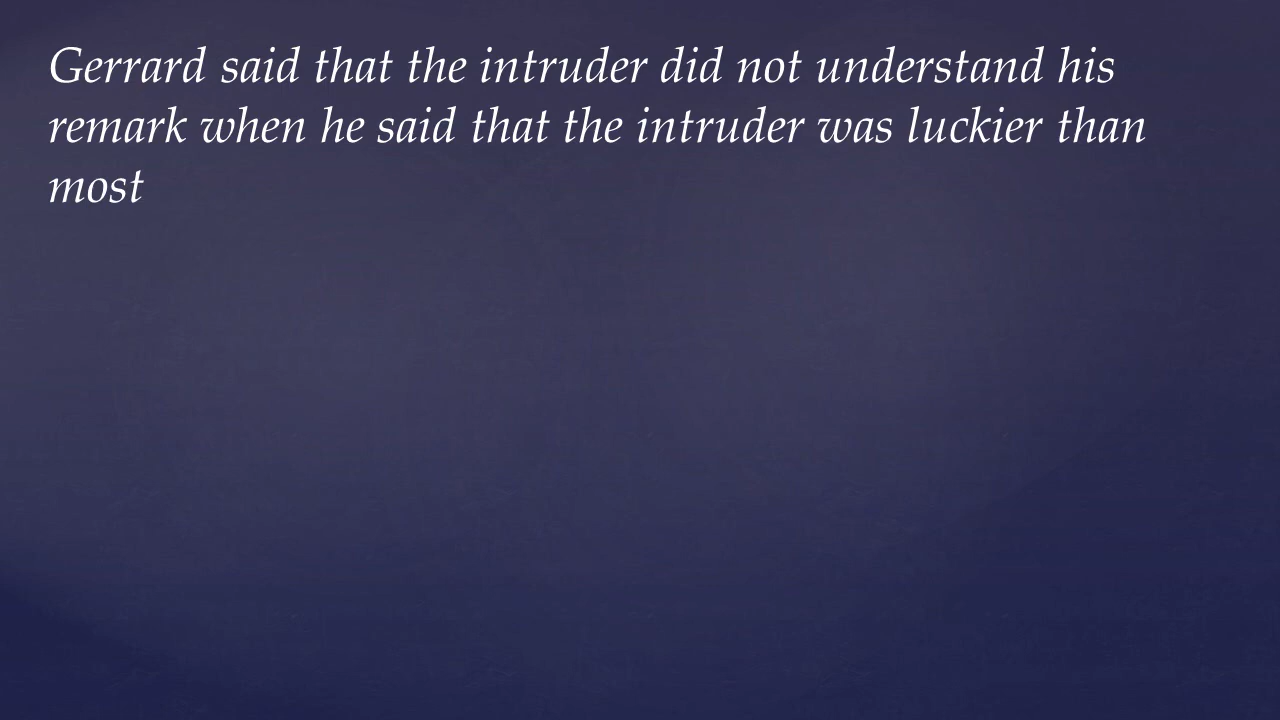 Gerrard said that the intruder did not understand his
remark when he said that the intruder was luckier than
most